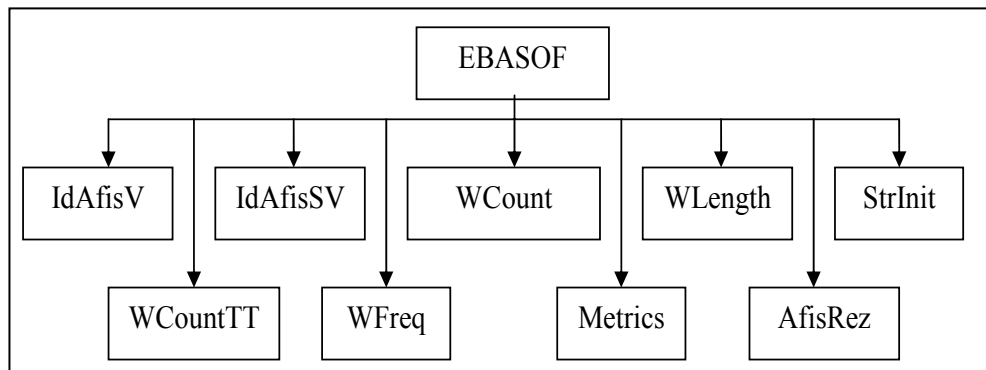 EBASOF
IdAfisV
IdAfisSV
WCount
WLength
StrInit
WCountTT
WFreq
Metrics
AfisRez